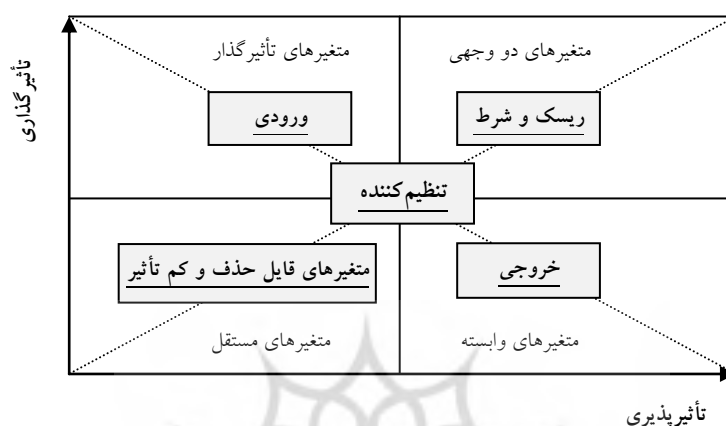 تأثیرگذاری
متغیرهای دو وجهی
متغیرهای تأثیرگذار
ریسک و شرط
ورودی
تنظیم‌کننده
خروجی
متغیرهای قایل حذف و کم تأثیر
متغیرهای وابسته
متغیرهای مستقل
تأثیرپذیری